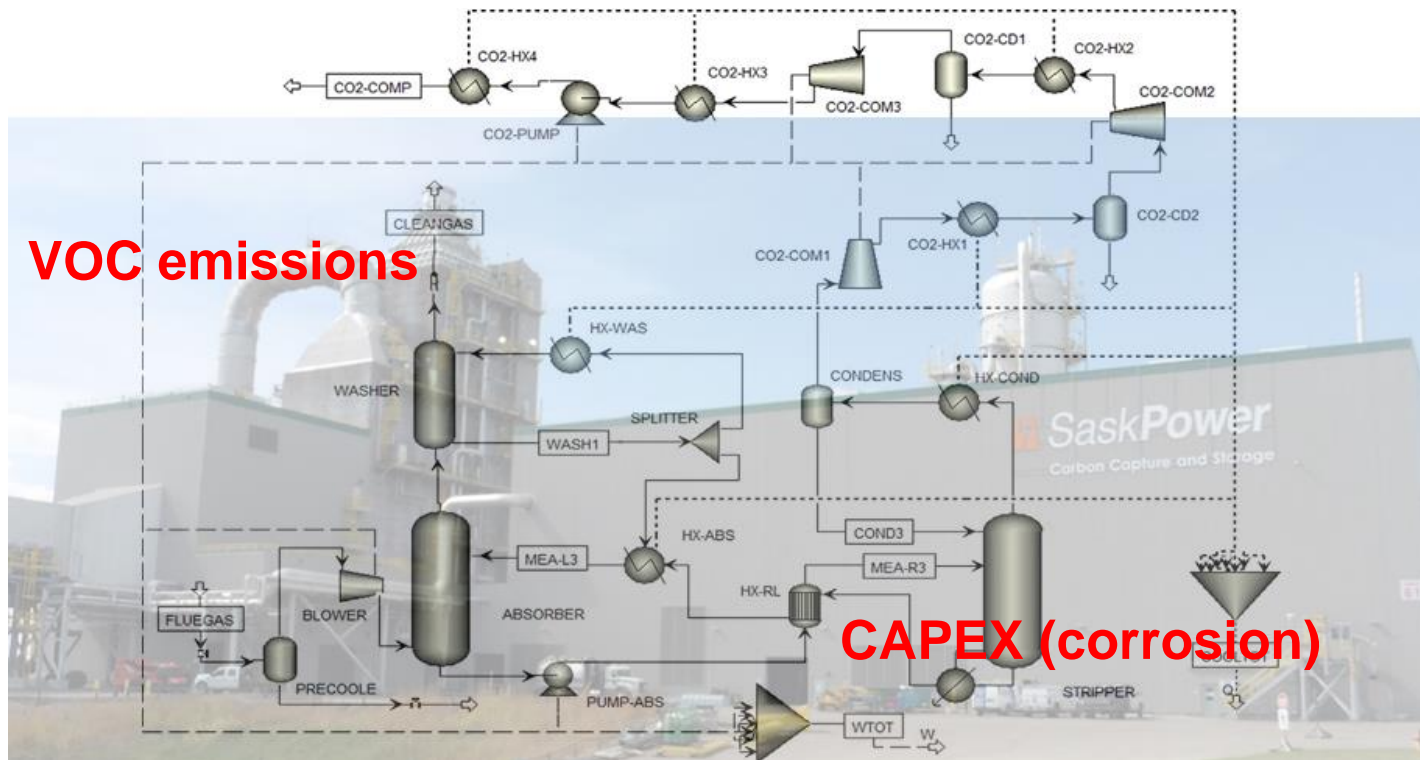 CO2-HX4
CO2-COMP
CO2-PUMP
CO2-HX3
CO2-COM3
CO2-CD1
CO2-HX2
CO2-COM2
CLEANGAS
VOC emissions
CO2-COM1
CO2-HX1
CO2-CD2
HX-WAS
WASHER
SPLITTER
WASH1
CONDENS
HX-COND
SaskPower
Carbon Capture and Storage
HX-ABS
MEA-L3
COND3
MEA-R3
HX-RL
BLOWER
FLUEGAS
ABSORBER
CAPEX (corrosion)
PRECOOLE
PUMP-ABS
STRIPPER
WTOT
W
Q